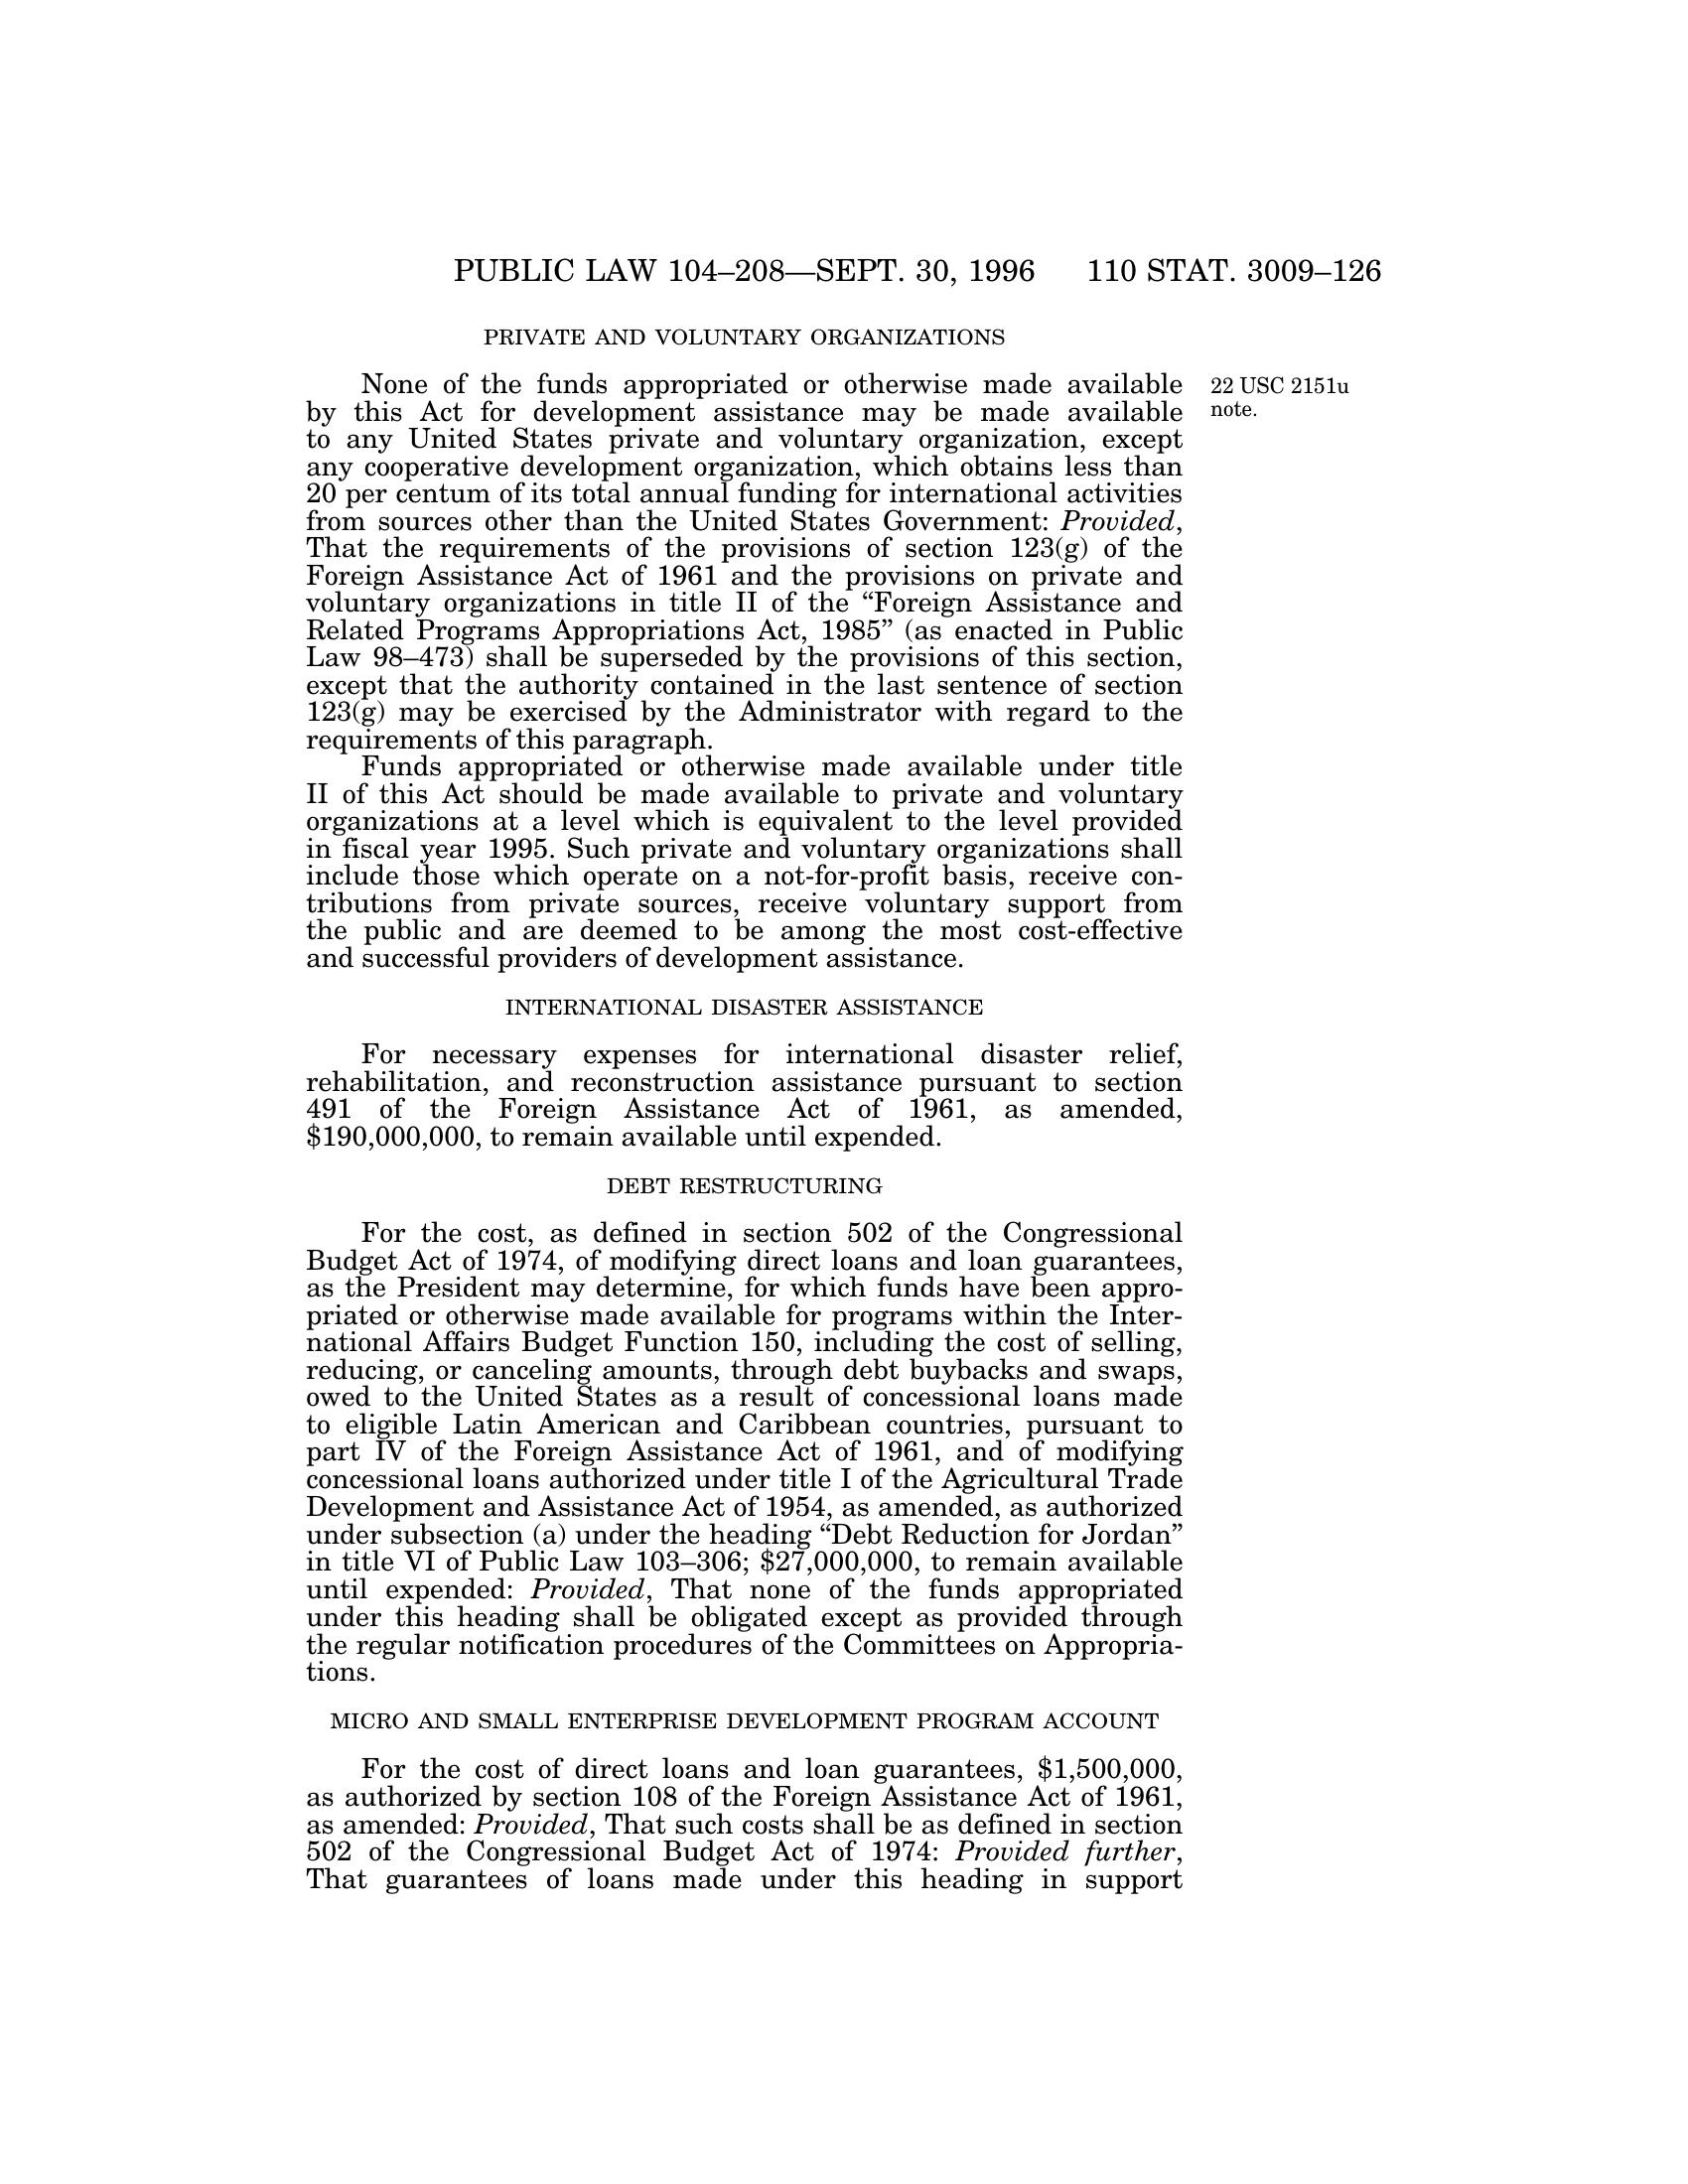 PUBLIC LAW 104–208—SEPT. 30, 1996 110 STAT. 3009–126
PRIVATE AND VOLUNTARY ORGANIZATIONS
None of the funds appropriated or otherwise made available
by this Act for development assistance may be made available
to any United States private and voluntary organization, except
any cooperative development organization, which obtains less than
20 per centum of its total annual funding for international activities
from sources other than the United States Government: Provided,
That the requirements of the provisions of section 123(g) of the
Foreign Assistance Act of 1961 and the provisions on private and
voluntary organizations in title II of the “Foreign Assistance and
Related Programs Appropriations Act, 1985” (as enacted in Public
Law 98–473) shall be superseded by the provisions of this section,
except that the authority contained in the last sentence of section
123(g) may be exercised by the Administrator with regard to the
requirements of this paragraph.
22 USC 2151u
note.
Funds appropriated or otherwise made available under title
II of this Act should be made available to private and voluntary
organizations at a level which is equivalent to the level provided
in fiscal year 1995. Such private and voluntary organizations shall
include those which operate on a not-for-profit basis, receive con-
tributions from private sources, receive voluntary support from
the public and are deemed to be among the most cost-effective
and successful providers of development assistance.
INTERNATIONAL DISASTER ASSISTANCE
For necessary expenses for international disaster relief,
rehabilitation, and reconstruction assistance pursuant to section
491 of the Foreign Assistance Act of 1961, as amended,
$190,000,000, to remain available until expended.
DEBT RESTRUCTURING
For the cost, as defined in section 502 of the Congressional
Budget Act of 1974, of modifying direct loans and loan guarantees,
as the President may determine, for which funds have been appro-
priated or otherwise made available for programs within the Inter-
national Affairs Budget Function 150, including the cost of selling,
reducing, or canceling amounts, through debt buybacks and swaps,
owed to the United States as a result of concessional loans made
to eligible Latin American and Caribbean countries, pursuant to
part IV of the Foreign Assistance Act of 1961, and of modifying
concessional loans authorized under title I of the Agricultural Trade
Development and Assistance Act of 1954, as amended, as authorized
under subsection (a) under the heading “Debt Reduction for Jordan”
in title VI of Public Law 103–306; $27,000,000, to remain available
until expended: Provided, That none of the funds appropriated
under this heading shall be obligated except as provided through
the regular notification procedures of the Committees on Appropria-
tions.
MICRO AND SMALL ENTERPRISE DEVELOPMENT PROGRAM ACCOUNT
For the cost of direct loans and loan guarantees, $1,500,000,
as authorized by section 108 of the Foreign Assistance Act of 1961,
as amended: Provided, That such costs shall be as defined in section
502 of the Congressional Budget Act of 1974: Provided further,
That guarantees of loans made under this heading in support